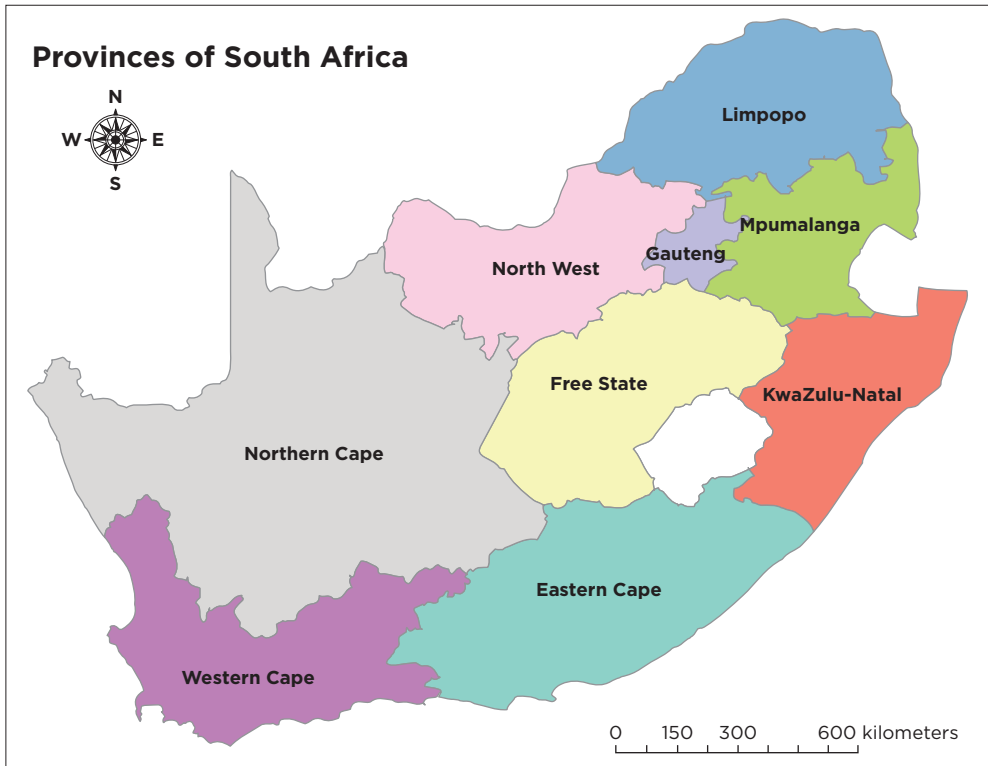 Provinces of South Africa
N
W E
S
Limpopo
Mpumalanga
Gauteng
North West
Free State
KwaZulu-Natal
Northern Cape
Eastern Cape
Western Cape
0 150 300 600 kilometers